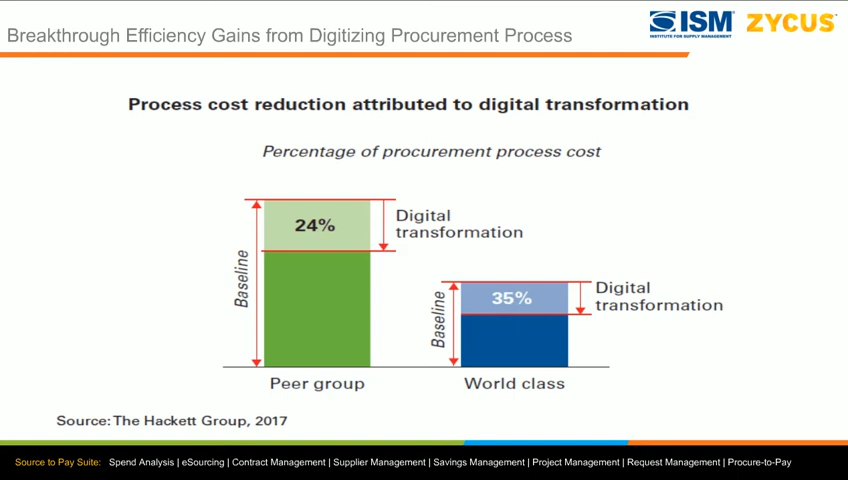 Breakthrough Efficiency Gains from Digitizing Procurement Process
ISM
INSTITUTE FOR SUPPLY MANAGEMENT
ZYCUS
Process cost reduction attributed to digital transformation
Percentage of procurement process cost
Baseline
24%
Digital
transformation
Baseline
35%
Digital
transformation
Peer group
World class
Source: The Hackett Group, 2017
Source to Pay Suite: Spend Analysis | eSourcing | Contract Management | Supplier Management | Savings Management | Project Management | Request Management | Procure-to-Pay